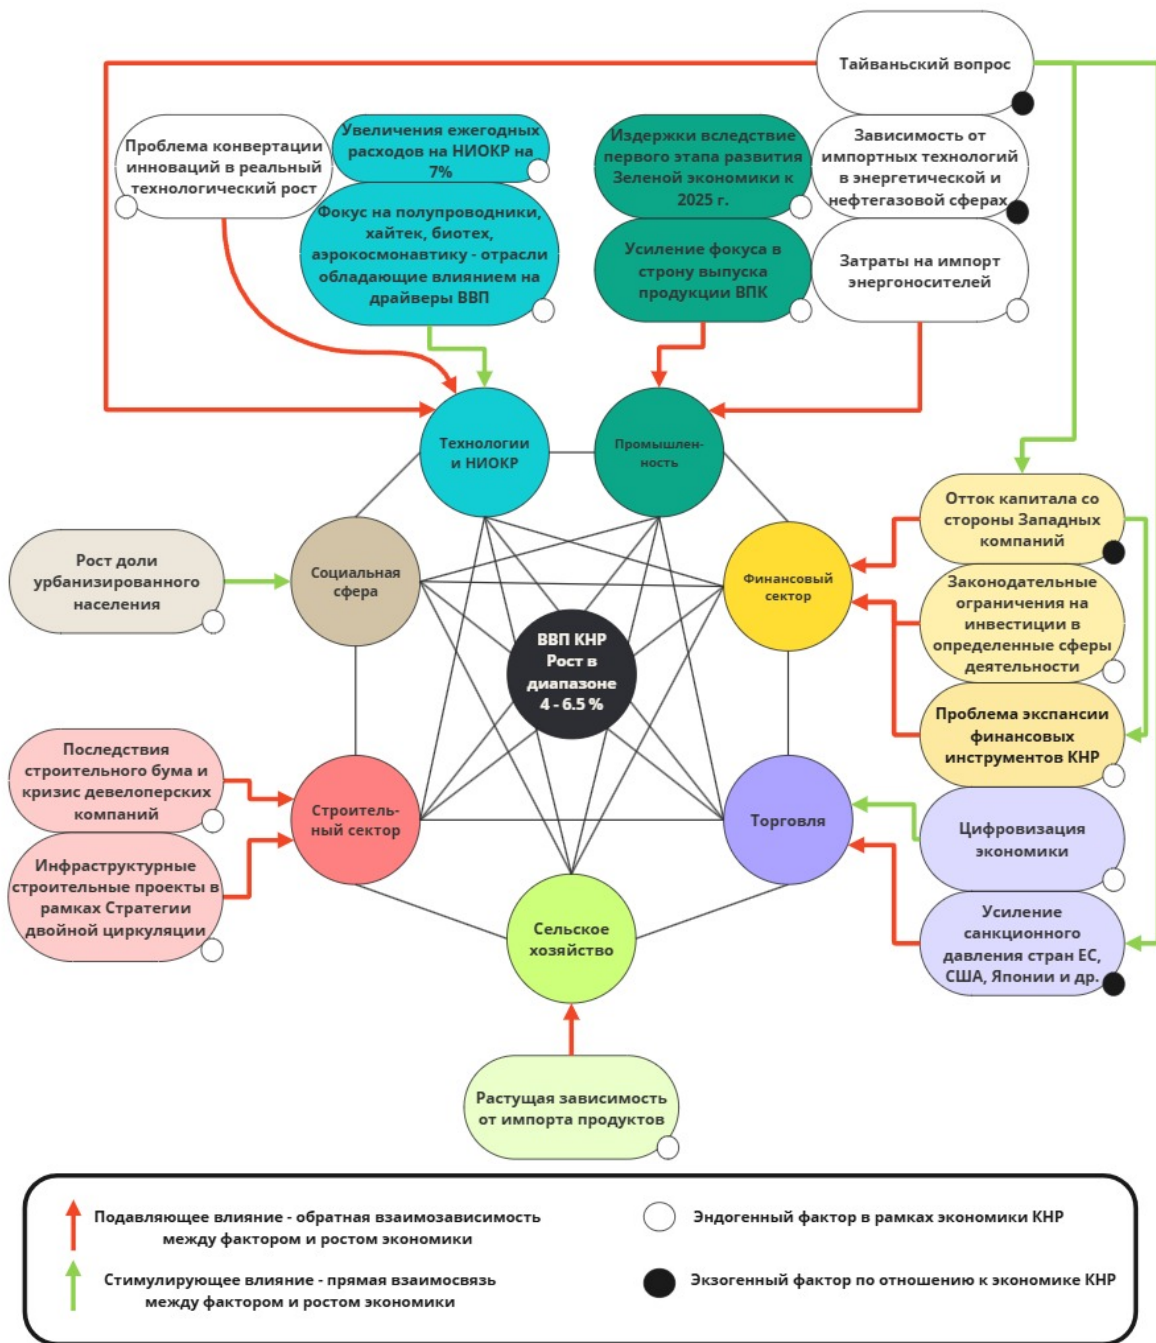 Тайваньский вопрос
Проблема конвертации
инноваций в реальный
технологический рост
Увеличения ежегодных
расходов на НИОКР на
7%
Фокус на полупроводники,
хайтек, биотех,
аэрокосмонавтику - отрасли
обладающие влиянием на
драйверы ВВП
Издержки вследствие
первого этапа развития
Зеленой экономики к
2025 г.
Усиление фокуса в
сторону выпуска
продукции ВПК
Зависимость от
импортных технологий
в энергетической и
нефтегазовой сферах
Затраты на импорт
энергоносителей
Технологии
и НИОКР
Промышлен-
ность
Рост доли
урбанизированного
населения
Социальная
сфера
Финансовый
сектор
Отток капитала со
стороны Западных
компаний
Законодательные
ограничения на
инвестиции в
определенные сферы
деятельности
Проблема экспансии
финансовых
инструментов КНР
ВВП КНР
Рост в
диапазоне
4 - 6.5 %
Последствия
строительного бума и
кризис девелоперских
компаний
Инфраструктурные
строительные проекты в
рамках Стратегии
двойной циркуляции
Строитель-
ный сектор
Торговля
Цифровизация
экономики
Усиление
санкционного
давления стран ЕС,
США, Японии и др.
Сельское
хозяйство
Растущая зависимость
от импорта продуктов
Подавляющее влияние - обратная взаимозависимость
между фактором и ростом экономики
Стимулирующее влияние - прямая взаимосвязь
между фактором и ростом экономики
Эндогенный фактор в рамках экономики КНР
Экзогенный фактор по отношению к экономике КНР